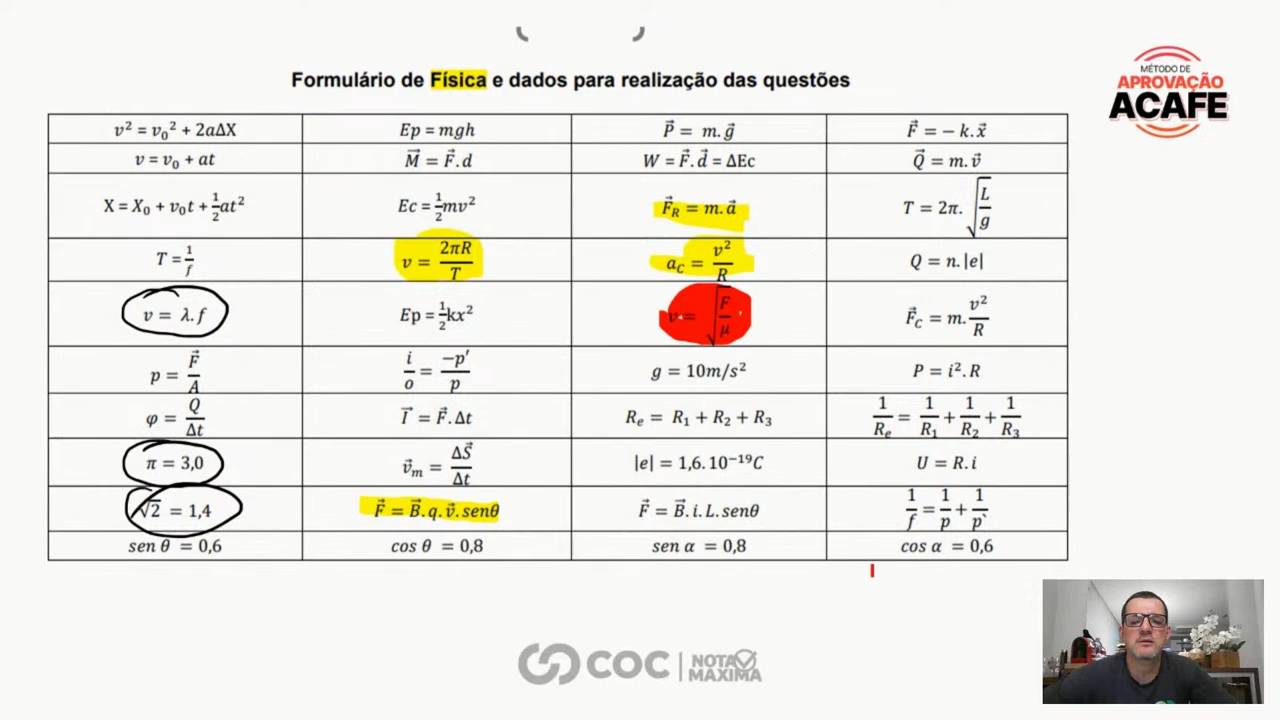 MÉTODO DE
APROVAÇÃO
ACAFE
Formulário de Física e dados para realização das questões
v² = v₀² + 2aΔX
Ep = mgh
P⃗ = m.g⃗
F⃗ = − k.x⃗
v = v₀ + at
M⃗ = F⃗.d
W = F⃗.d⃗ = ΔEc
Q⃗ = m.v⃗
X = X₀ + v₀t + ½at²
Ec = ½mv²
F⃗_R = m.a⃗
T = 2π.√(L/g)
T = 1/f
v = 2πR/T
a_C = v²/R
Q = n.|e|
v = λ.f
Ep = ½kx²
v = √(F/μ)
F⃗_C = m.v²/R
p = F⃗/A
i/o = −p'/p
g = 10m/s²
P = i².R
φ = Q/Δt
I⃗ = F⃗.Δt
Rₑ = R₁ + R₂ + R₃
1/Rₑ = 1/R₁ + 1/R₂ + 1/R₃
π = 3,0
v⃗ₘ = ΔS⃗/Δt
|e| = 1,6.10⁻¹⁹C
U = R.i
√2 = 1,4
F⃗ = B⃗.q.v⃗.senθ
F⃗ = B⃗.i.L.senθ
1/f = 1/p + 1/p`
sen θ = 0,6
cos θ = 0,8
sen α = 0,8
cos α = 0,6
COC
NOTA
MÁXIMA